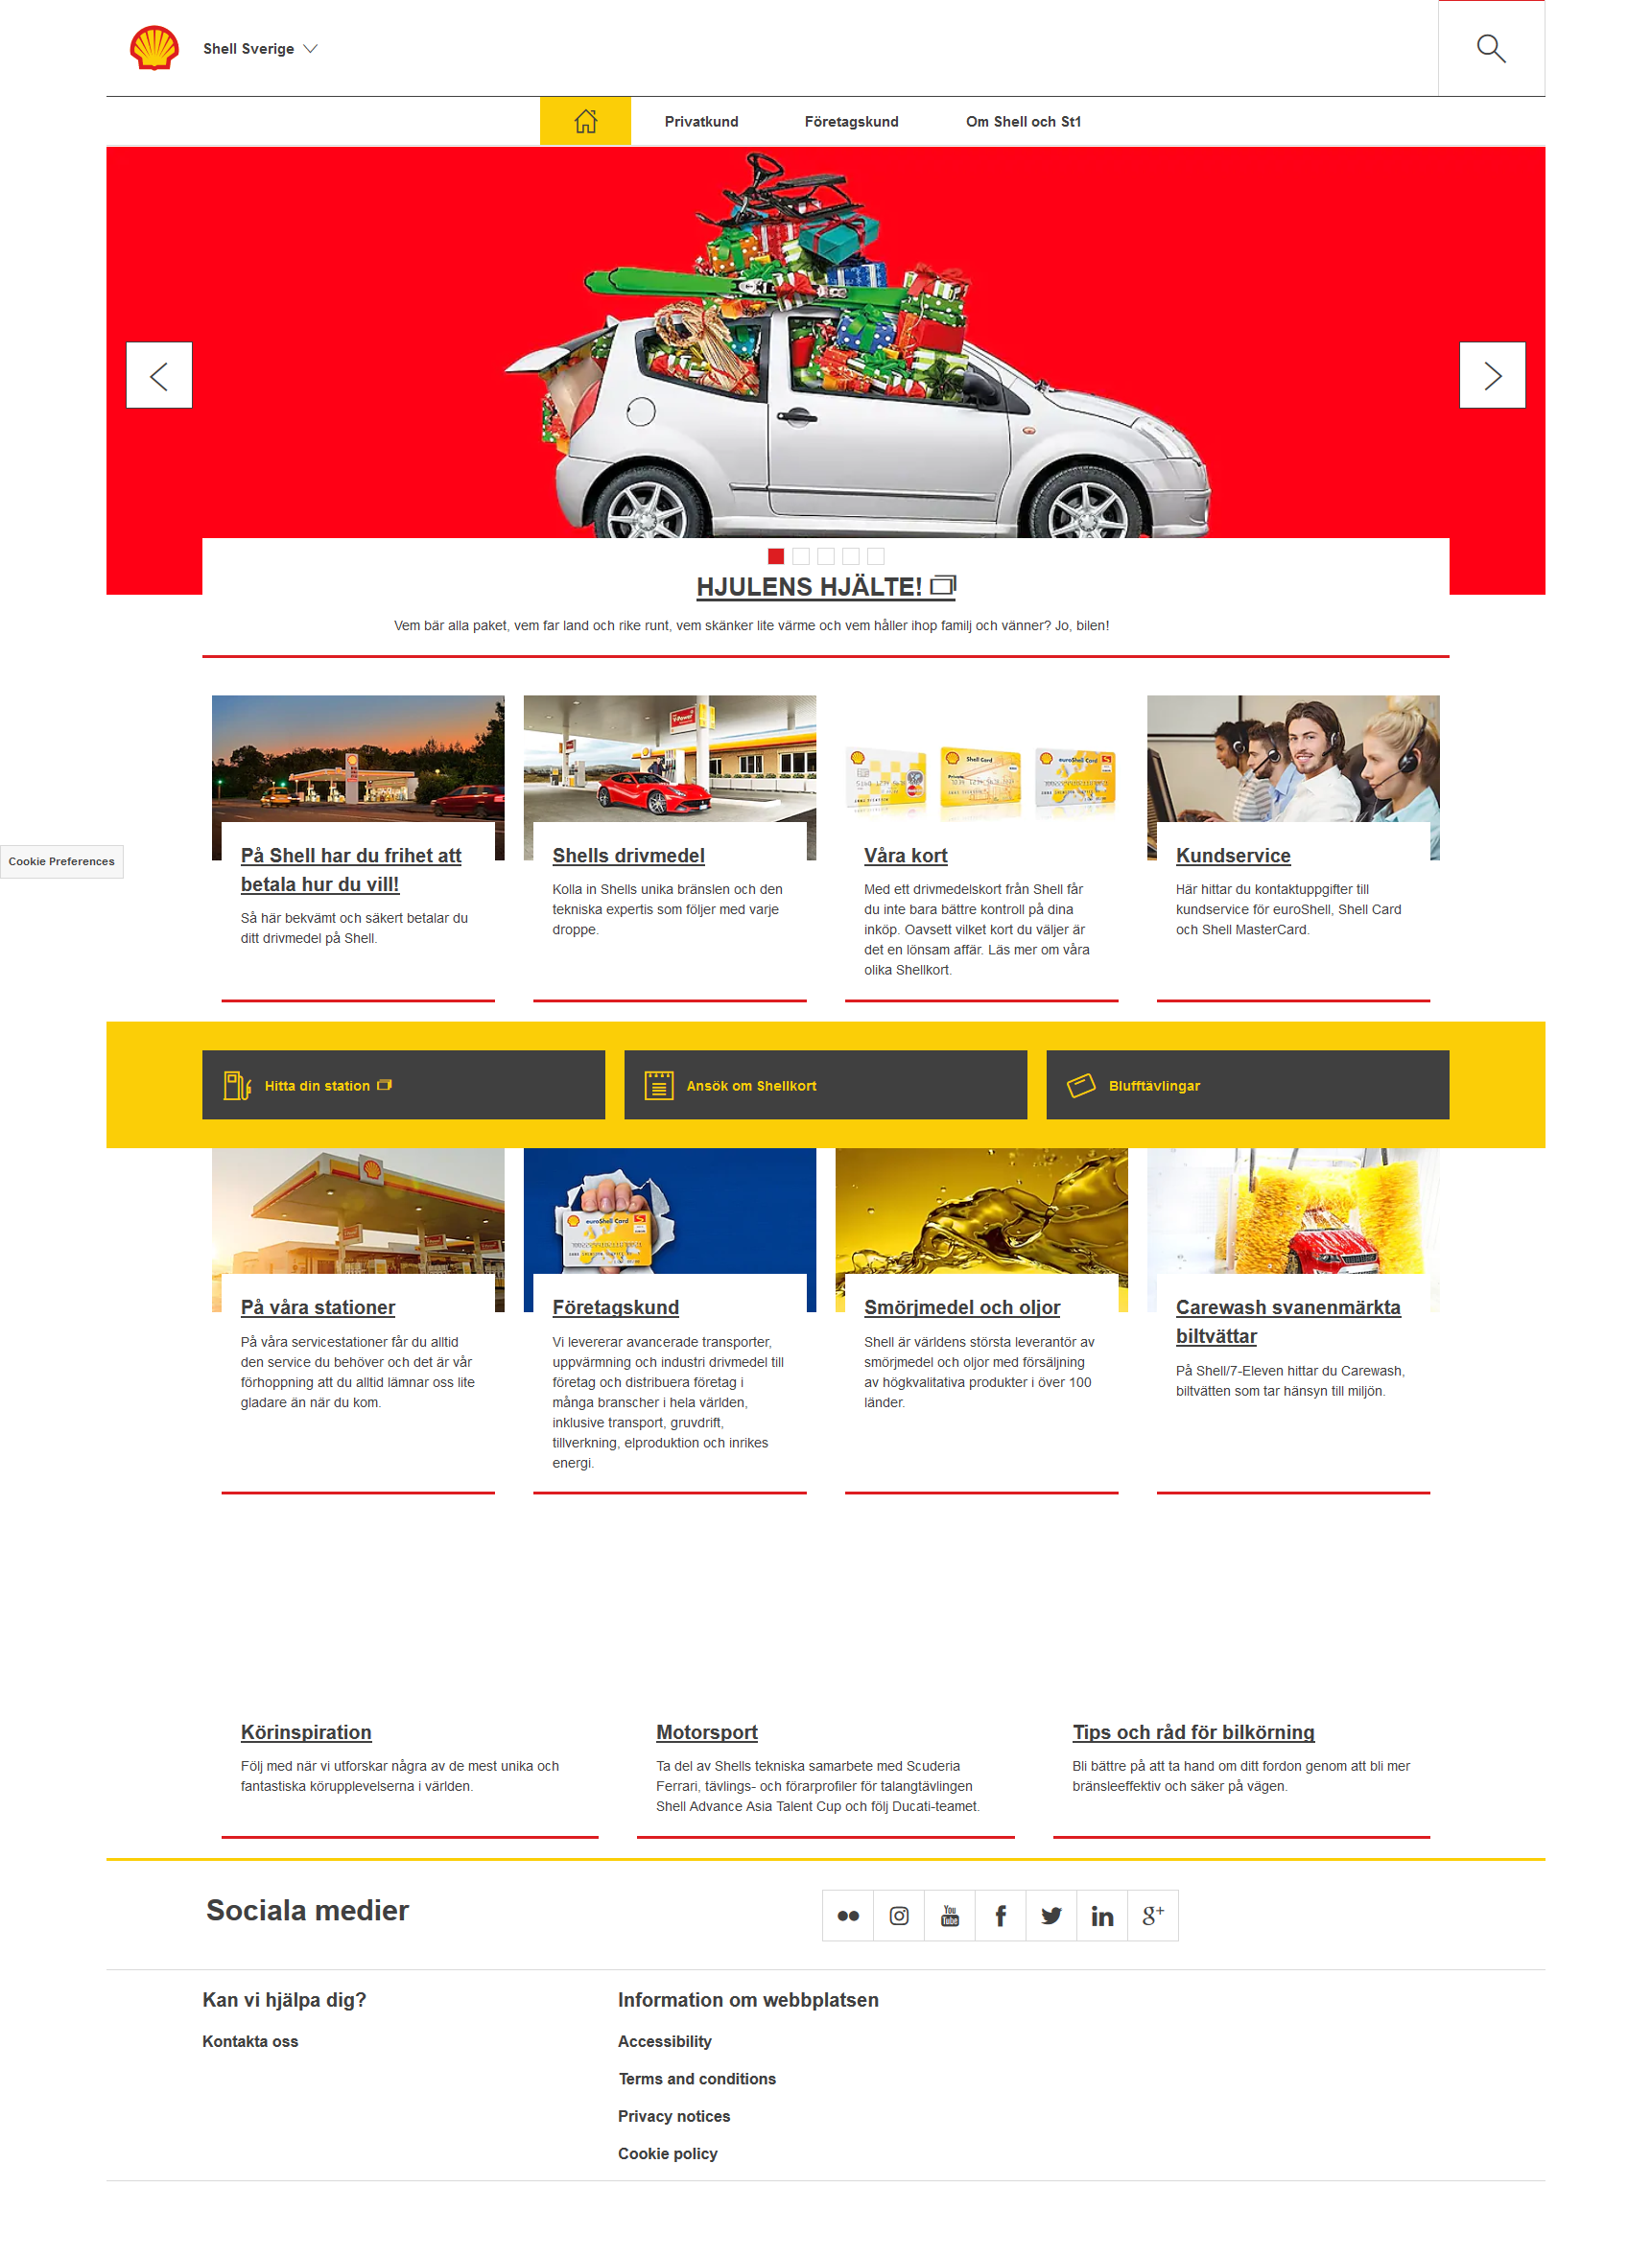 Shell Sverige
Privatkund
Företagskund
Om Shell och St1
HJULENS HJÄLTE!
Vem bär alla paket, vem far land och rike runt, vem skänker lite värme och vem håller ihop familj och vänner? Jo, bilen!
På Shell har du frihet att
betala hur du vill!
Så här bekvämt och säkert betalar du
ditt drivmedel på Shell.
Shells drivmedel
Kolla in Shells unika bränslen och den
tekniska expertis som följer med varje
droppe.
Våra kort
Med ett drivmedelskort från Shell får
du inte bara bättre kontroll på dina
inköp. Oavsett vilket kort du väljer är
det en lönsam affär. Läs mer om våra
olika Shellkort.
Kundservice
Här hittar du kontaktuppgifter till
kundservice för euroShell, Shell Card
och Shell MasterCard.
Cookie Preferences
Hitta din station
Ansök om Shellkort
Blufftävlingar
euroShell Card
På våra stationer
På våra servicestationer får du alltid
den service du behöver och det är vår
förhoppning att du alltid lämnar oss lite
gladare än när du kom.
Företagskund
Vi levererar avancerade transporter,
uppvärmning och industri drivmedel till
företag och distribuera företag i
många branscher i hela världen,
inklusive transport, gruvdrift,
tillverkning, elproduktion och inrikes
energi.
Smörjmedel och oljor
Shell är världens största leverantör av
smörjmedel och oljor med försäljning
av högkvalitativa produkter i över 100
länder.
Carewash svanenmärkta
biltvättar
På Shell/7-Eleven hittar du Carewash,
biltvätten som tar hänsyn till miljön.
Körinspiration
Följ med när vi utforskar några av de mest unika och
fantastiska körupplevelserna i världen.
Motorsport
Ta del av Shells tekniska samarbete med Scuderia
Ferrari, tävlings- och förarprofiler för talangtävlingen
Shell Advance Asia Talent Cup och följ Ducati-teamet.
Tips och råd för bilkörning
Bli bättre på att ta hand om ditt fordon genom att bli mer
bränsleeffektiv och säker på vägen.
Sociala medier
You Tube
f
in
g+
Kan vi hjälpa dig?
Kontakta oss
Information om webbplatsen
Accessibility
Terms and conditions
Privacy notices
Cookie policy